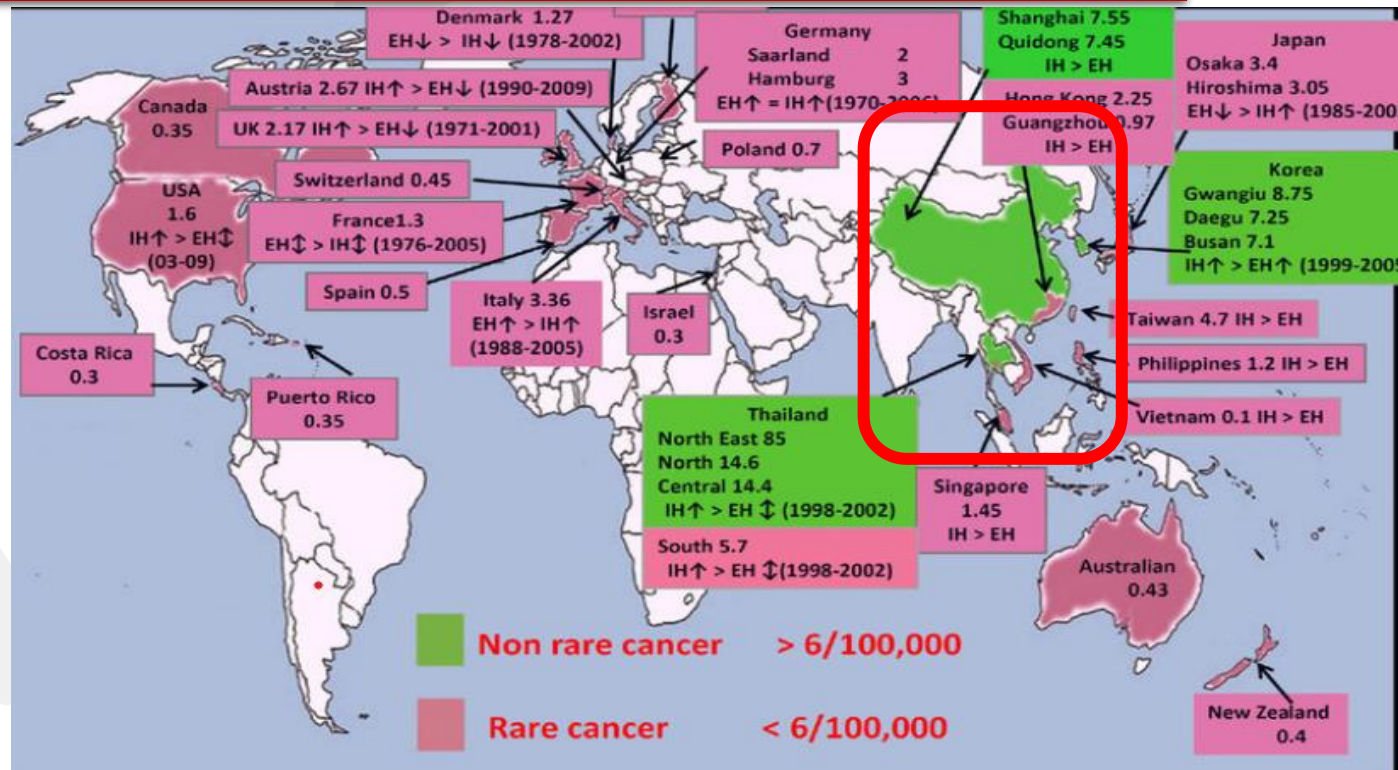 Denmark 1.27
EH↓ > IH↓ (1978-2002)
Germany
Saarland 2
Hamburg 3
EH↑ = IH↑(1970-2006)
Shanghai 7.55
Quidong 7.45
IH > EH
Hong Kong 2.25
Guangzhou 0.97
IH > EH
Japan
Osaka 3.4
Hiroshima 3.05
EH↓ > IH↑ (1985-200
Austria 2.67 IH↑ > EH↓ (1990-2009)
Canada
0.35
UK 2.17 IH↑ > EH↓ (1971-2001)
Poland 0.7
Switzerland 0.45
USA
1.6
IH↑ > EH↕
(03-09)
France1.3
EH↕ > IH↕ (1976-2005)
Korea
Gwangiu 8.75
Daegu 7.25
Busan 7.1
IH↑ > EH↑ (1999-2005
Spain 0.5
Italy 3.36
EH↑ > IH↑
(1988-2005)
Israel
0.3
Taiwan 4.7 IH > EH
Costa Rica
0.3
Puerto Rico
0.35
Philippines 1.2 IH > EH
Vietnam 0.1 IH > EH
Thailand
North East 85
North 14.6
Central 14.4
IH↑ > EH ↕ (1998-2002)
South 5.7
IH↑ > EH ↕(1998-2002)
Singapore
1.45
IH > EH
Australian
0.43
New Zealand
0.4
Non rare cancer > 6/100,000
Rare cancer < 6/100,000